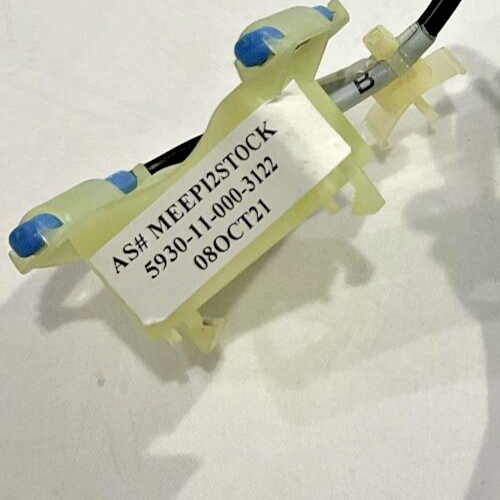 AS# MEEPI2STOCK
5930-11-000-3122
08OCT21
B